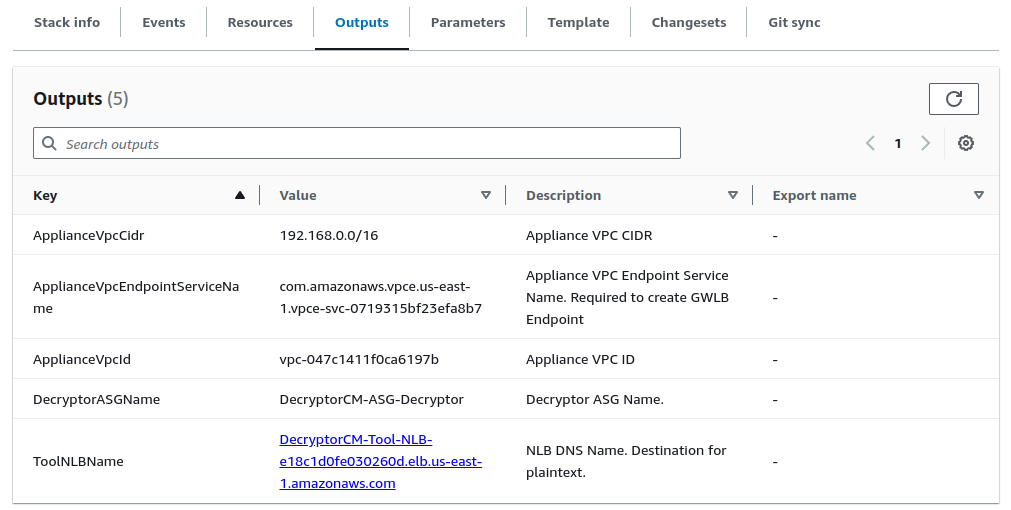 Stack info Events Resources Outputs Parameters Template Changesets Git sync
Outputs (5)
Search outputs
1
Key Value Description Export name
ApplianceVpcCidr 192.168.0.0/16 Appliance VPC CIDR -
ApplianceVpcEndpointServiceNa
me
com.amazonaws.vpce.us-east-
1.vpce-svc-0719315bf23efa8b7
Appliance VPC Endpoint Service
Name. Required to create GWLB
Endpoint
-
ApplianceVpcId vpc-047c1411f0ca6197b Appliance VPC ID -
DecryptorASGName DecryptorCM-ASG-Decryptor Decryptor ASG Name. -
ToolNLBName
DecryptorCM-Tool-NLB-
e18c1d0fe030260d.elb.us-east-
1.amazonaws.com
NLB DNS Name. Destination for
plaintext.
-